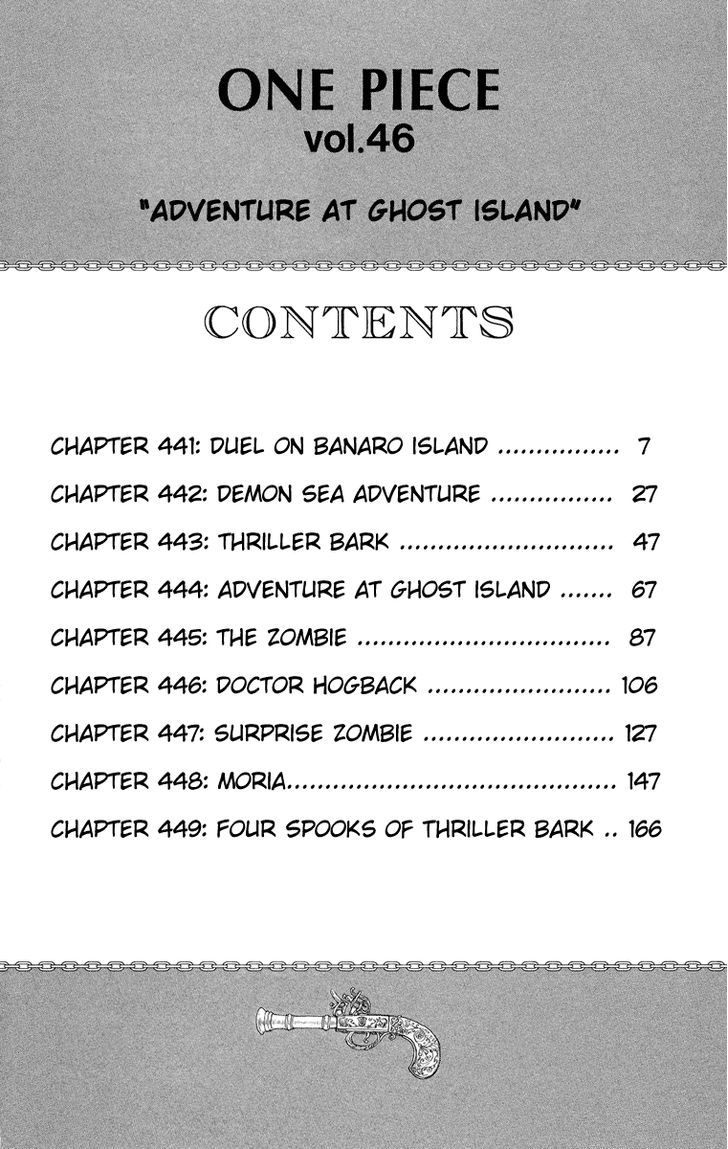 ONE PIECE
vol.46
"ADVENTURE AT GHOST ISLAND"
CONTENTS
CHAPTER 441: DUEL ON BANARO ISLAND ................ 7
CHAPTER 442: DEMON SEA ADVENTURE ................ 27
CHAPTER 443: THRILLER BARK ............................ 47
CHAPTER 444: ADVENTURE AT GHOST ISLAND ....... 67
CHAPTER 445: THE ZOMBIE ................................. 87
CHAPTER 446: DOCTOR HOGBACK ........................ 106
CHAPTER 447: SURPRISE ZOMBIE ......................... 127
CHAPTER 448: MORIA........................................... 147
CHAPTER 449: FOUR SPOOKS OF THRILLER BARK .. 166